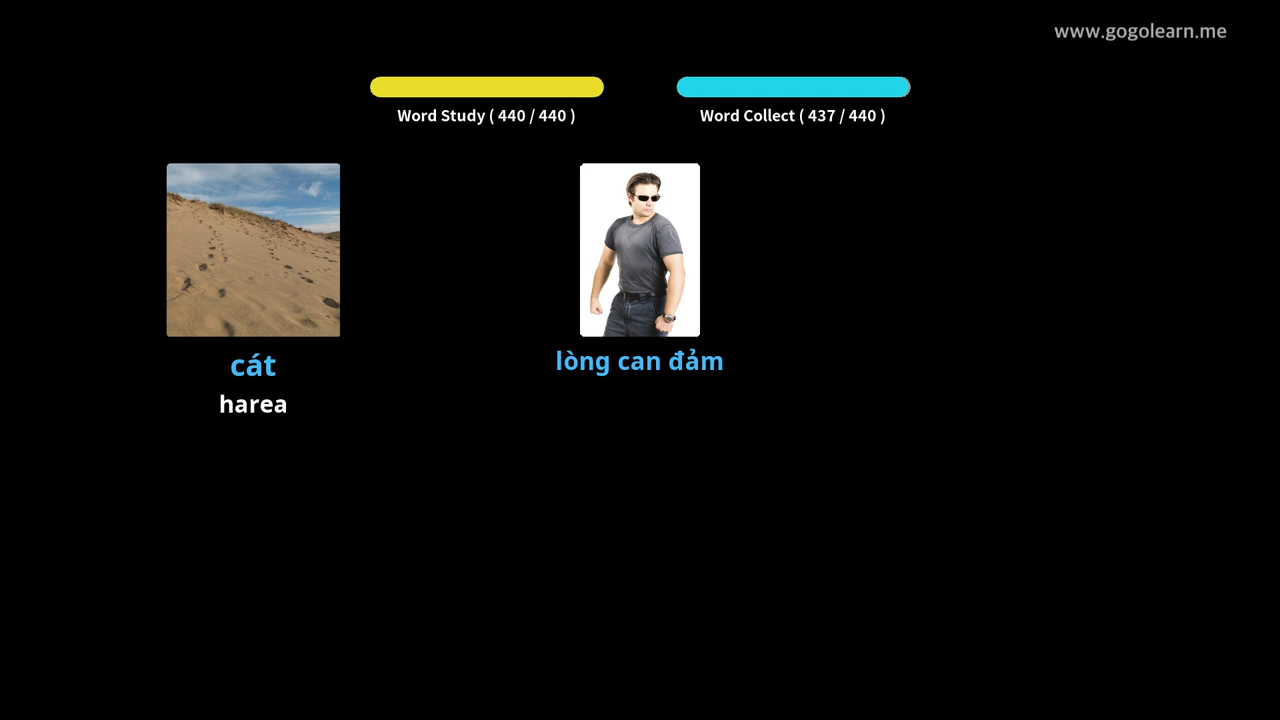 www.gogolearn.me
Word Study ( 440 / 440 )
Word Collect ( 437 / 440 )
cát
harea
lòng can đảm